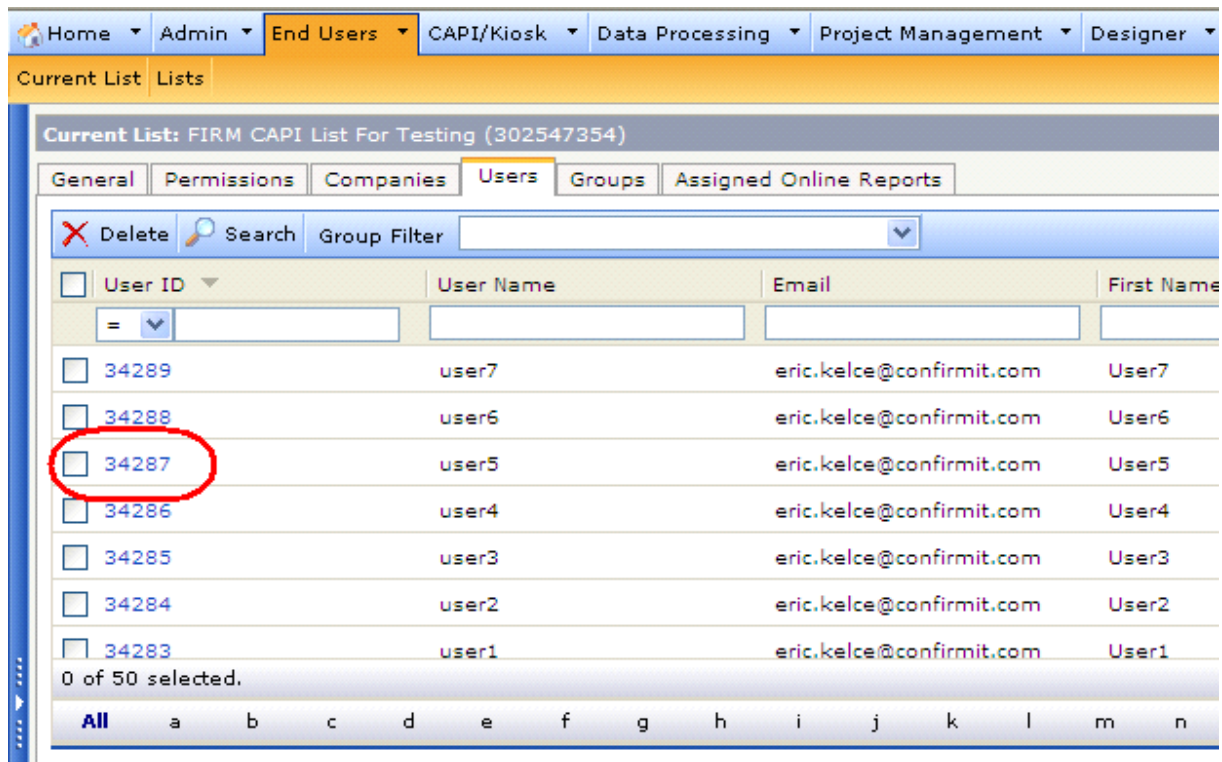 Home Admin End Users CAPI/Kiosk Data Processing Project Management Designer
Current List Lists
Current List: FIRM CAPI List For Testing (302547354)
General Permissions Companies Users Groups Assigned Online Reports
Delete Search Group Filter
User ID User Name Email First Name
=
34289 user7 eric.kelce@confirmit.com User7
34288 user6 eric.kelce@confirmit.com User6
34287 user5 eric.kelce@confirmit.com User5
34286 user4 eric.kelce@confirmit.com User4
34285 user3 eric.kelce@confirmit.com User3
34284 user2 eric.kelce@confirmit.com User2
34283 user1 eric.kelce@confirmit.com User1
0 of 50 selected.
All a b c d e f g h i j k l m n